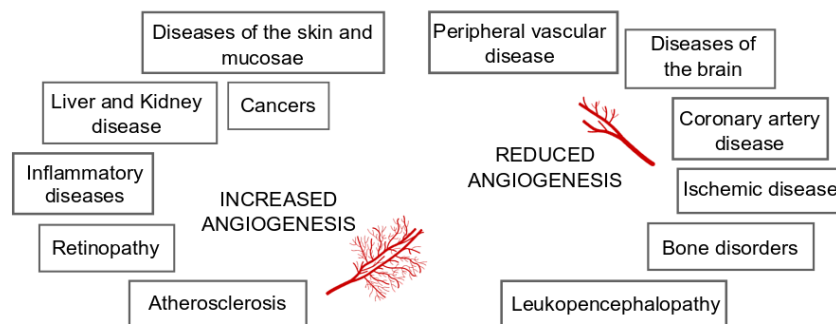 Diseases of the skin and
mucosae
Liver and Kidney
disease
Cancers
Inflammatory
diseases
INCREASED
ANGIOGENESIS
Retinopathy
Atherosclerosis
Peripheral vascular
disease
Diseases of
the brain
Coronary artery
disease
REDUCED
ANGIOGENESIS
Ischemic disease
Bone disorders
Leukopencephalopathy